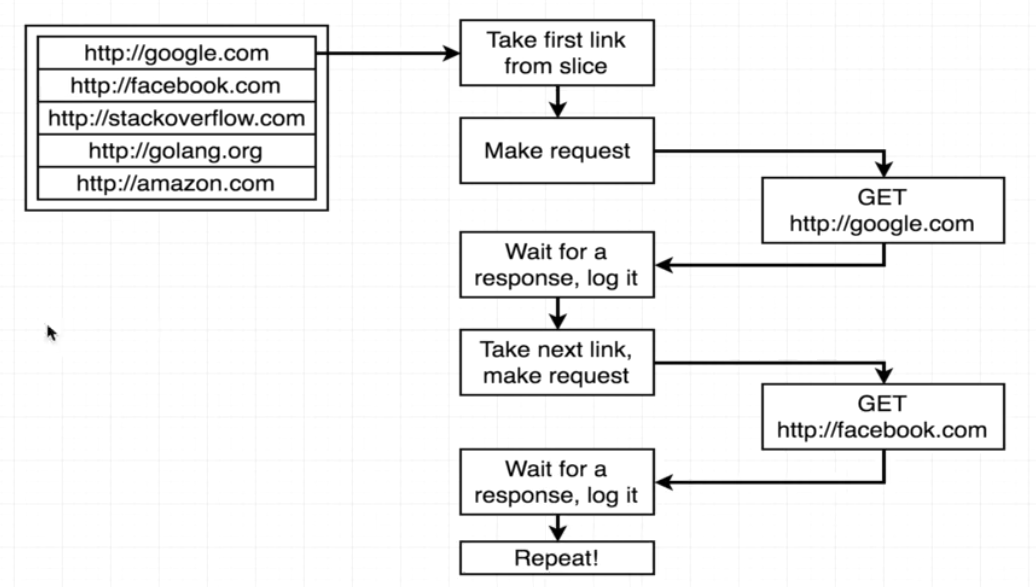 http://google.com
http://facebook.com
http://stackoverflow.com
http://golang.org
http://amazon.com
Take first link
from slice
Make request
GET
http://google.com
Wait for a
response, log it
Take next link,
make request
GET
http://facebook.com
Wait for a
response, log it
Repeat!